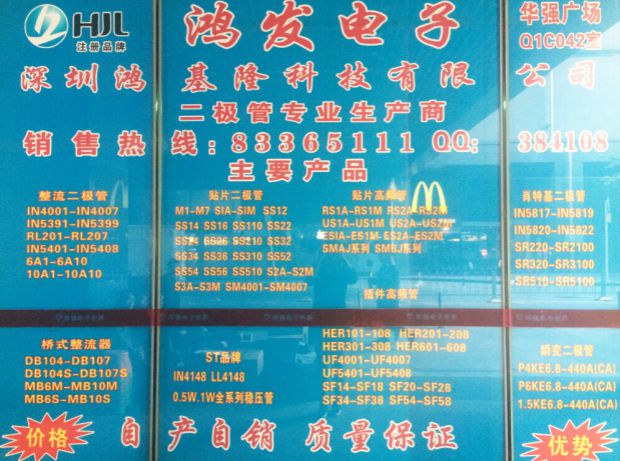 HJL
注册品牌
鸿发电子
华强广场
Q1C042室
深圳鸿基隆科技有限公司
二极管专业生产商
销售热线:83365111 QQ:384108
主要产品
整流二极管
IN4001-IN4007
IN5391-IN5399
RL201-RL207
IN5401-IN5408
6A1-6A10
10A1-10A10
贴片二极管
M1-M7 SIA-SIM SS12
SS14 SS16 SS110 SS22
SS24 SS26 SS210 SS32
SS34 SS36 SS310 SS52
SS54 SS56 SS510 S2A-S2M
S3A-S3M SM4001-SM4007
贴片高频管
RS1A-RS1M RS2A-RS2M
US1A-US1M US2A-US2M
ESIA-ES1M ES2A-ES2M
SMAJ系列 SMBJ系列
肖特基二极管
IN5817-IN5819
IN5820-IN5822
SR220-SR2100
SR320-SR3100
SR510-SR5100
桥式整流器
DB104-DB107
DB104S-DB107S
MB6M-MB10M
MB6S-MB10S
ST品牌
IN4148 LL4148
0.5W.1W全系列稳压管
插件高频管
HER101-108 HER201-208
HER301-308 HER601-608
UF4001-UF4007
UF5401-UF5408
SF14-SF18 SF20-SF28
SF34-SF38 SF54-SF58
瞬变二极管
P4KE6.8-440A(CA)
P6KE6.8-440A(CA)
1.5KE6.8-440A(CA)
价格
自产自销 质量保证
优势